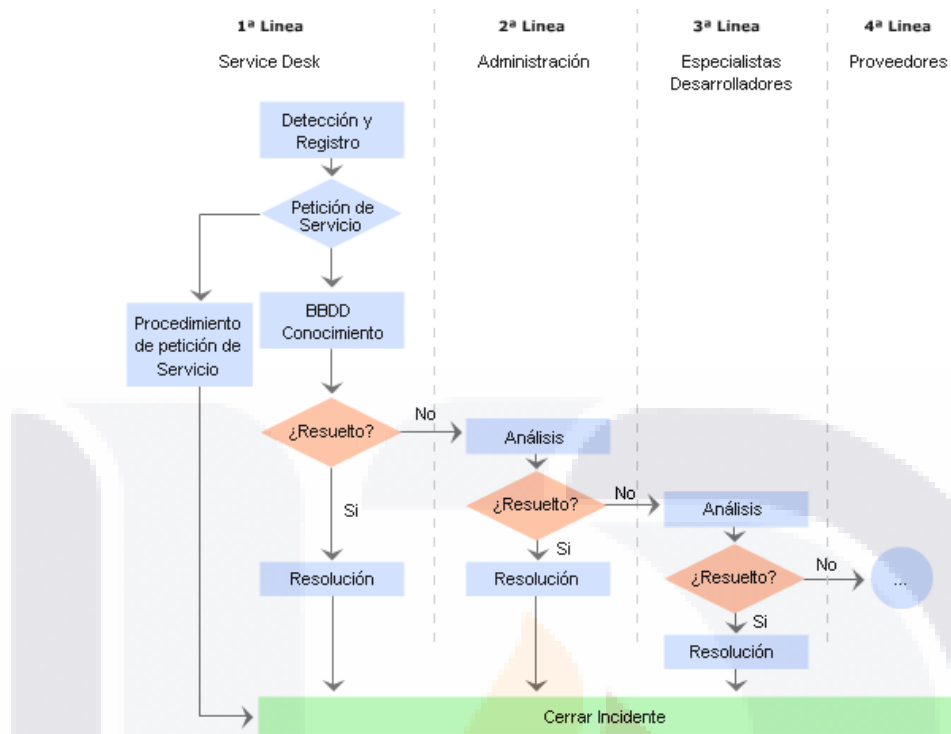 1ª Linea
2ª Linea
3ª Linea
4ª Linea
Service Desk
Administración
Especialistas
Desarrolladores
Proveedores
Detección y
Registro
Petición de
Servicio
Procedimiento
de petición de
Servicio
BBDD
Conocimiento
¿Resuelto?
No
Análisis
¿Resuelto?
No
Análisis
Si
Si
¿Resuelto?
No
...
Resolución
Resolución
Si
Resolución
Cerrar Incidente